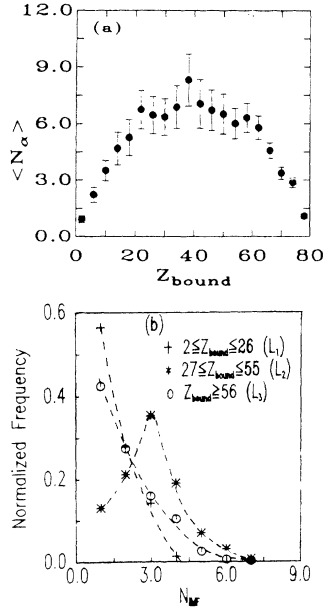 (a)
12.0
9.0
6.0
3.0
0.0
<Nα>
0 20 40 60 80
Zbound
(b)
+ 2≦Zbound≦26 (L1)
* 27≦Zbound≦55 (L2)
o Zbound≧56 (L3)
0.6
0.4
0.2
0.0
Normalized Frequency
0.0 3.0 6.0 9.0
NIMF